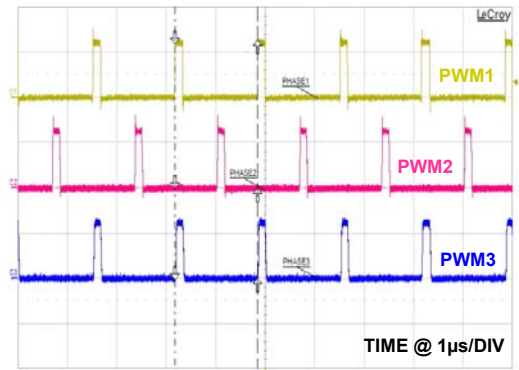 LeCroy
PWM1
PHASE1
PWM2
PHASE2
PWM3
PHASE3
TIME @ 1µs/DIV